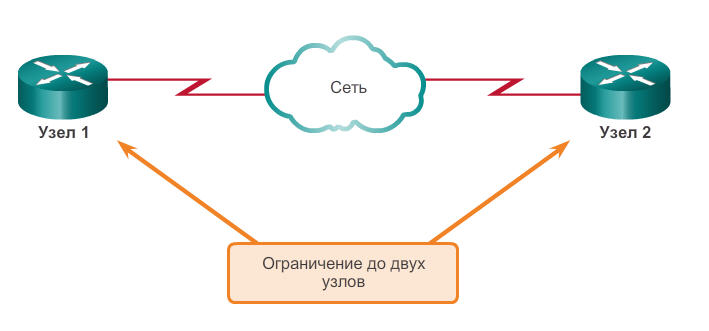 Сеть
Узел 1
Узел 2
Ограничение до двух
узлов